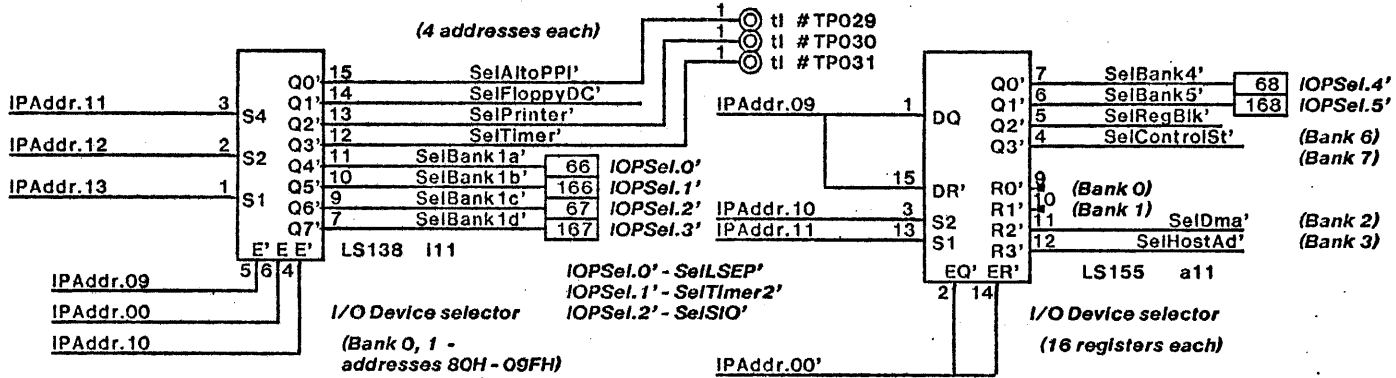 1 tl #TP029
(4 addresses each)
1 tl #TP030
1 tl #TP031
IPAddr.11 3 S4
IPAddr.12 2 S2
IPAddr.13 1 S1
Q0' 15 SelAltoPPI'
Q1' 14 SelFloppyDC'
Q2' 13 SelPrinter'
Q3' 12 SelTimer'
Q4' 11 SelBank1a' 66 IOPSel.0'
Q5' 10 SelBank1b' 166 IOPSel.1'
Q6' 9 SelBank1c' 67 IOPSel.2'
Q7' 7 SelBank1d' 167 IOPSel.3'
E' E E'
5 6 4
LS138 i11
IPAddr.09
IPAddr.00
IPAddr.10
IOPSel.0' - SelLSEP'
IOPSel.1' - SelTimer2'
IOPSel.2' - SelSIO'
I/O Device selector
(Bank 0, 1 -
addresses 80H - 09FH)
IPAddr.09 1 DQ
15 DR'
IPAddr.10 3 S2
IPAddr.11 13 S1
Q0' 7 SelBank4' 68 IOPSel.4'
Q1' 6 SelBank5' 168 IOPSel.5'
Q2' 5 SelRegBlk' (Bank 6)
Q3' 4 SelControlSt' (Bank 7)
R0' 9 (Bank 0)
R1' 10 (Bank 1)
R2' 11 SelDma' (Bank 2)
R3' 12 SelHostAd' (Bank 3)
EQ' ER'
2 14
LS155 a11
IPAddr.00'
I/O Device selector
(16 registers each)